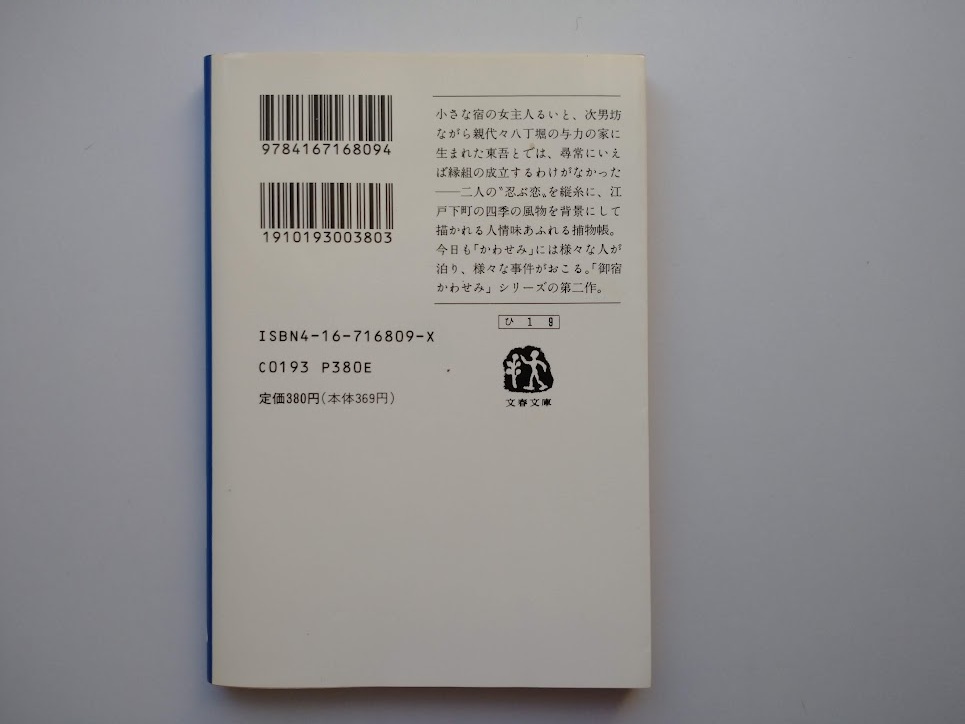 9784167168094
1910193003803
ISBN4-16-716809-X
C0193 P380E
定価380円(本体369円)
小さな宿の女主人るいと、次男坊
ながら親代々八丁堀の与力の家に
生まれた東吾とでは、尋常にいえ
ば縁組の成立するわけがなかった
──二人の〝忍ぶ恋〟を縦糸に、江
戸下町の四季の風物を背景にして
描かれる人情味あふれる捕物帳。
今日も「かわせみ」には様々な人が
泊り、様々な事件がおこる。「御宿
かわせみ」シリーズの第二作。
ひ 1 9
文春文庫